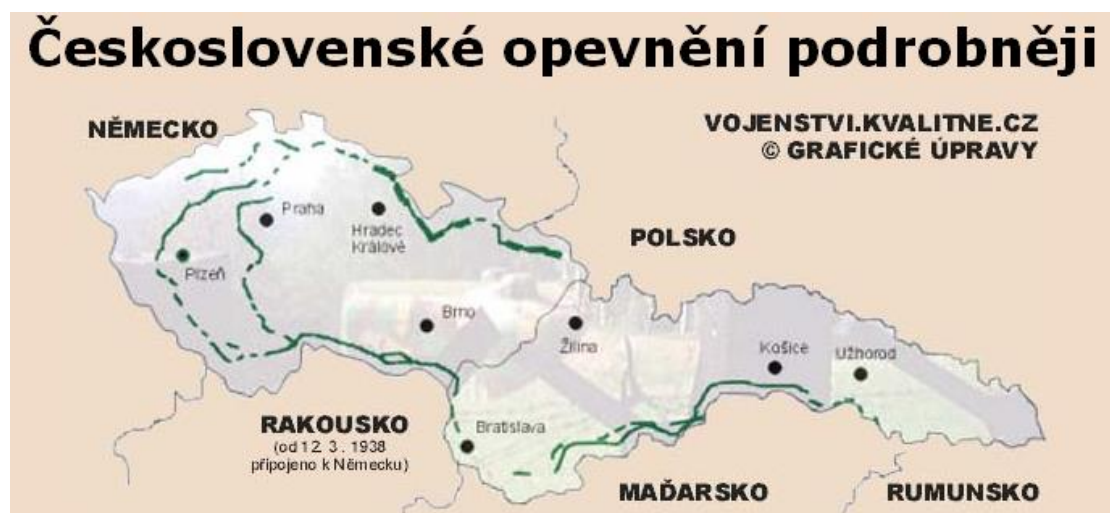 Československé opevnění podrobněji
NĚMECKO
VOJENSTVI.KVALITNE.CZ
© GRAFICKÉ ÚPRAVY
Praha
Hradec
Králové
POLSKO
Plzeň
Brno
Žilina
Košice
Užhorod
RAKOUSKO
(od 12. 3. 1938
připojeno k Německu)
Bratislava
MAĎARSKO
RUMUNSKO